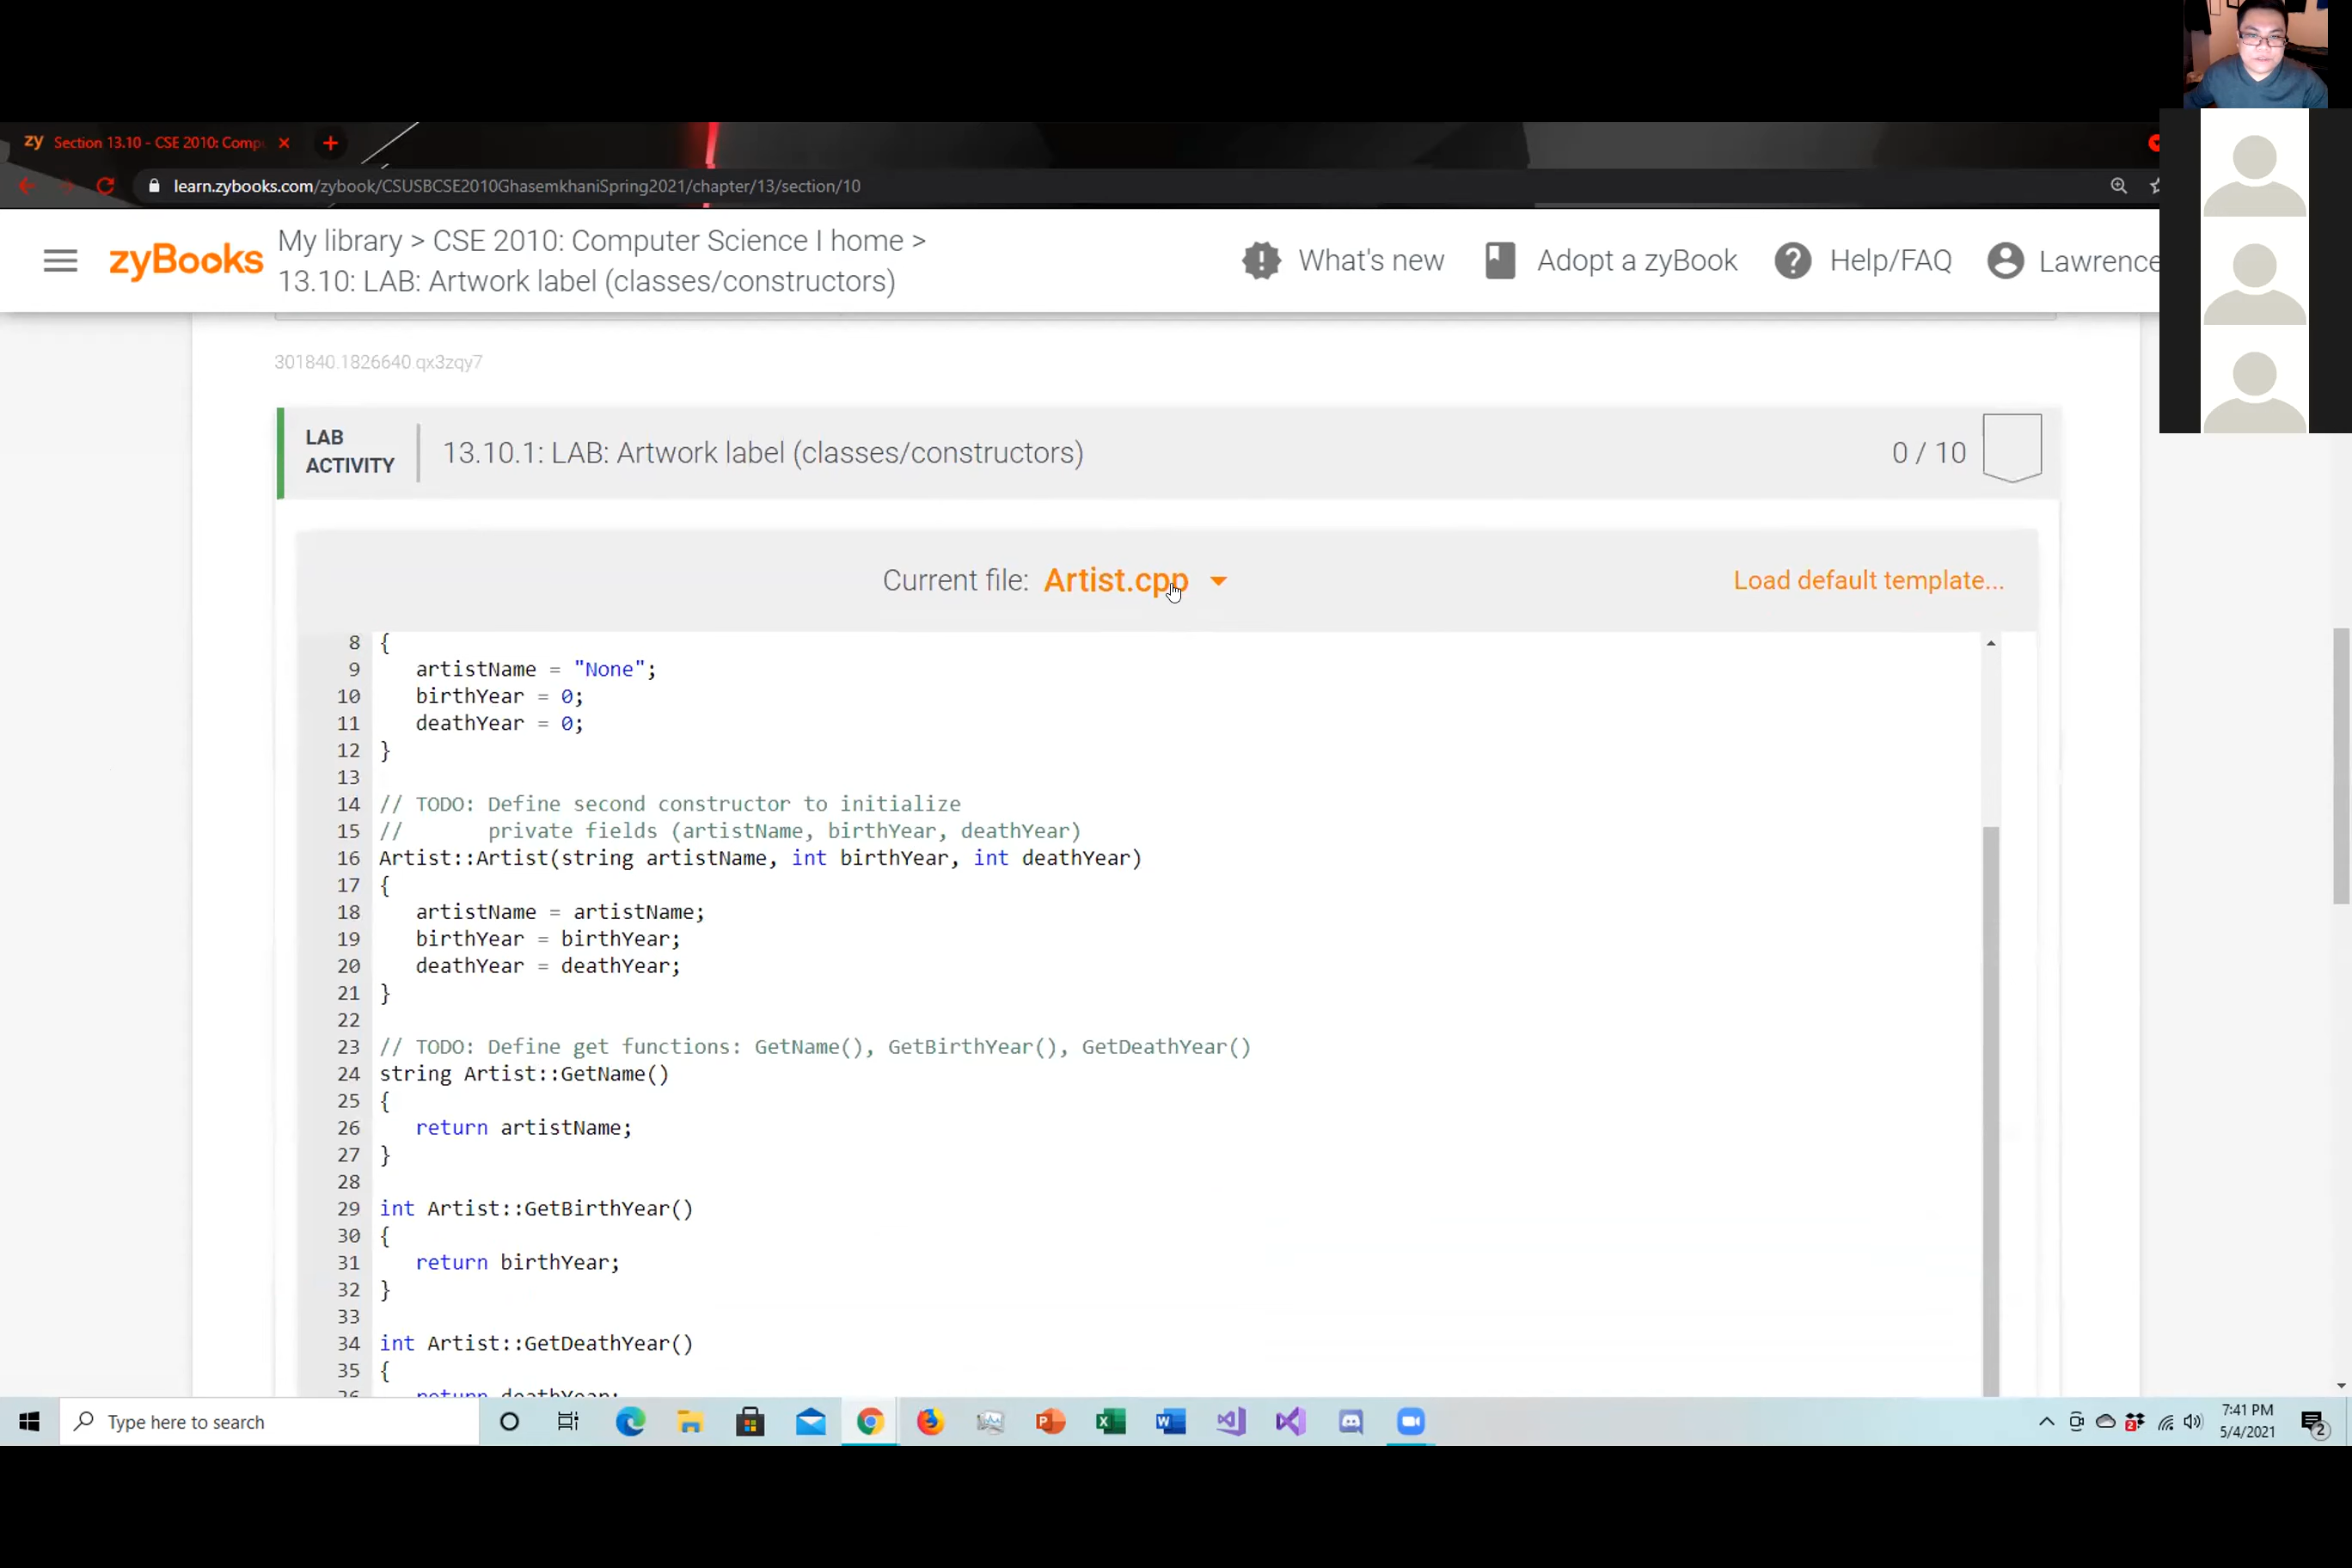 zy Section 13.10 - CSE 2010: Comp
learn.zybooks.com/zybook/CSUSBCSE2010GhasemkhaniSpring2021/chapter/13/section/10
zyBooks
My library > CSE 2010: Computer Science I home >
13.10: LAB: Artwork label (classes/constructors)
What's new
Adopt a zyBook
Help/FAQ
Lawrence
301840.1826640.qx3zqy7
LAB
ACTIVITY
13.10.1: LAB: Artwork label (classes/constructors)
0 / 10
Current file: Artist.cpp
Load default template...
8 {
9 artistName = "None";
10 birthYear = 0;
11 deathYear = 0;
12 }
13
14 // TODO: Define second constructor to initialize
15 // private fields (artistName, birthYear, deathYear)
16 Artist::Artist(string artistName, int birthYear, int deathYear)
17 {
18 artistName = artistName;
19 birthYear = birthYear;
20 deathYear = deathYear;
21 }
22
23 // TODO: Define get functions: GetName(), GetBirthYear(), GetDeathYear()
24 string Artist::GetName()
25 {
26 return artistName;
27 }
28
29 int Artist::GetBirthYear()
30 {
31 return birthYear;
32 }
33
34 int Artist::GetDeathYear()
35 {
36 return deathYear;
Type here to search
7:41 PM
5/4/2021
2